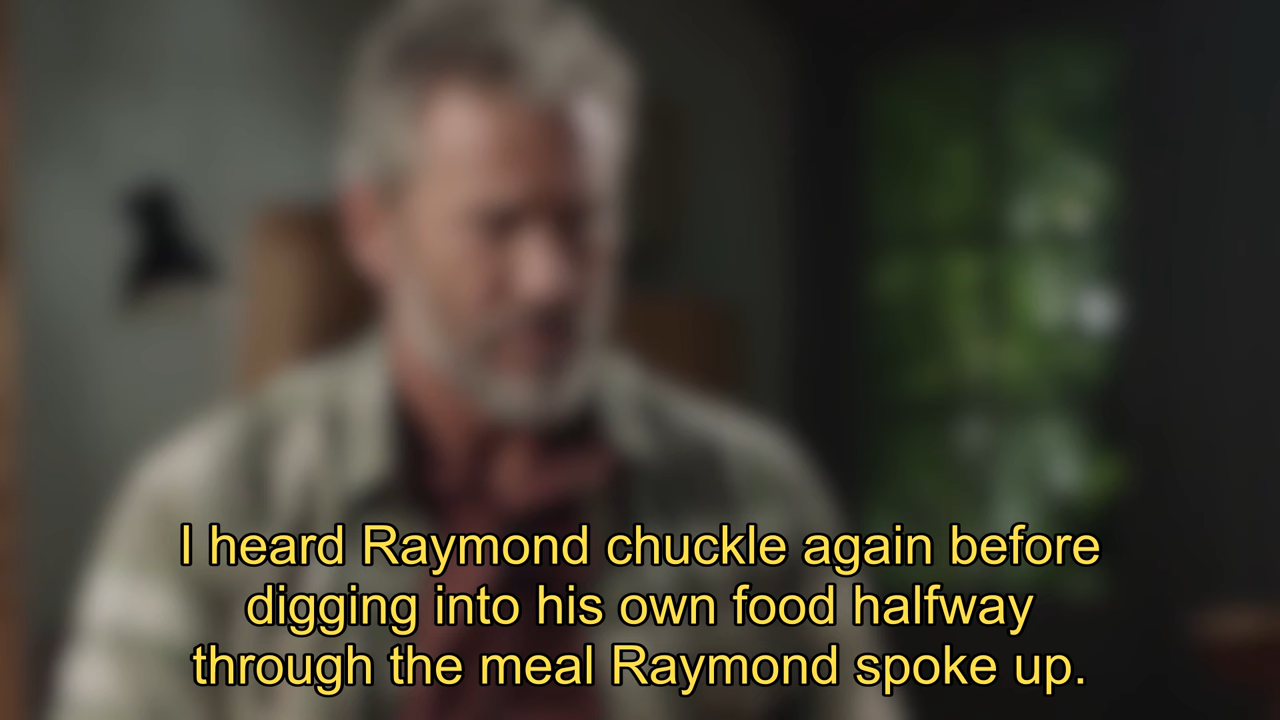 I heard Raymond chuckle again before
digging into his own food halfway
through the meal Raymond spoke up.